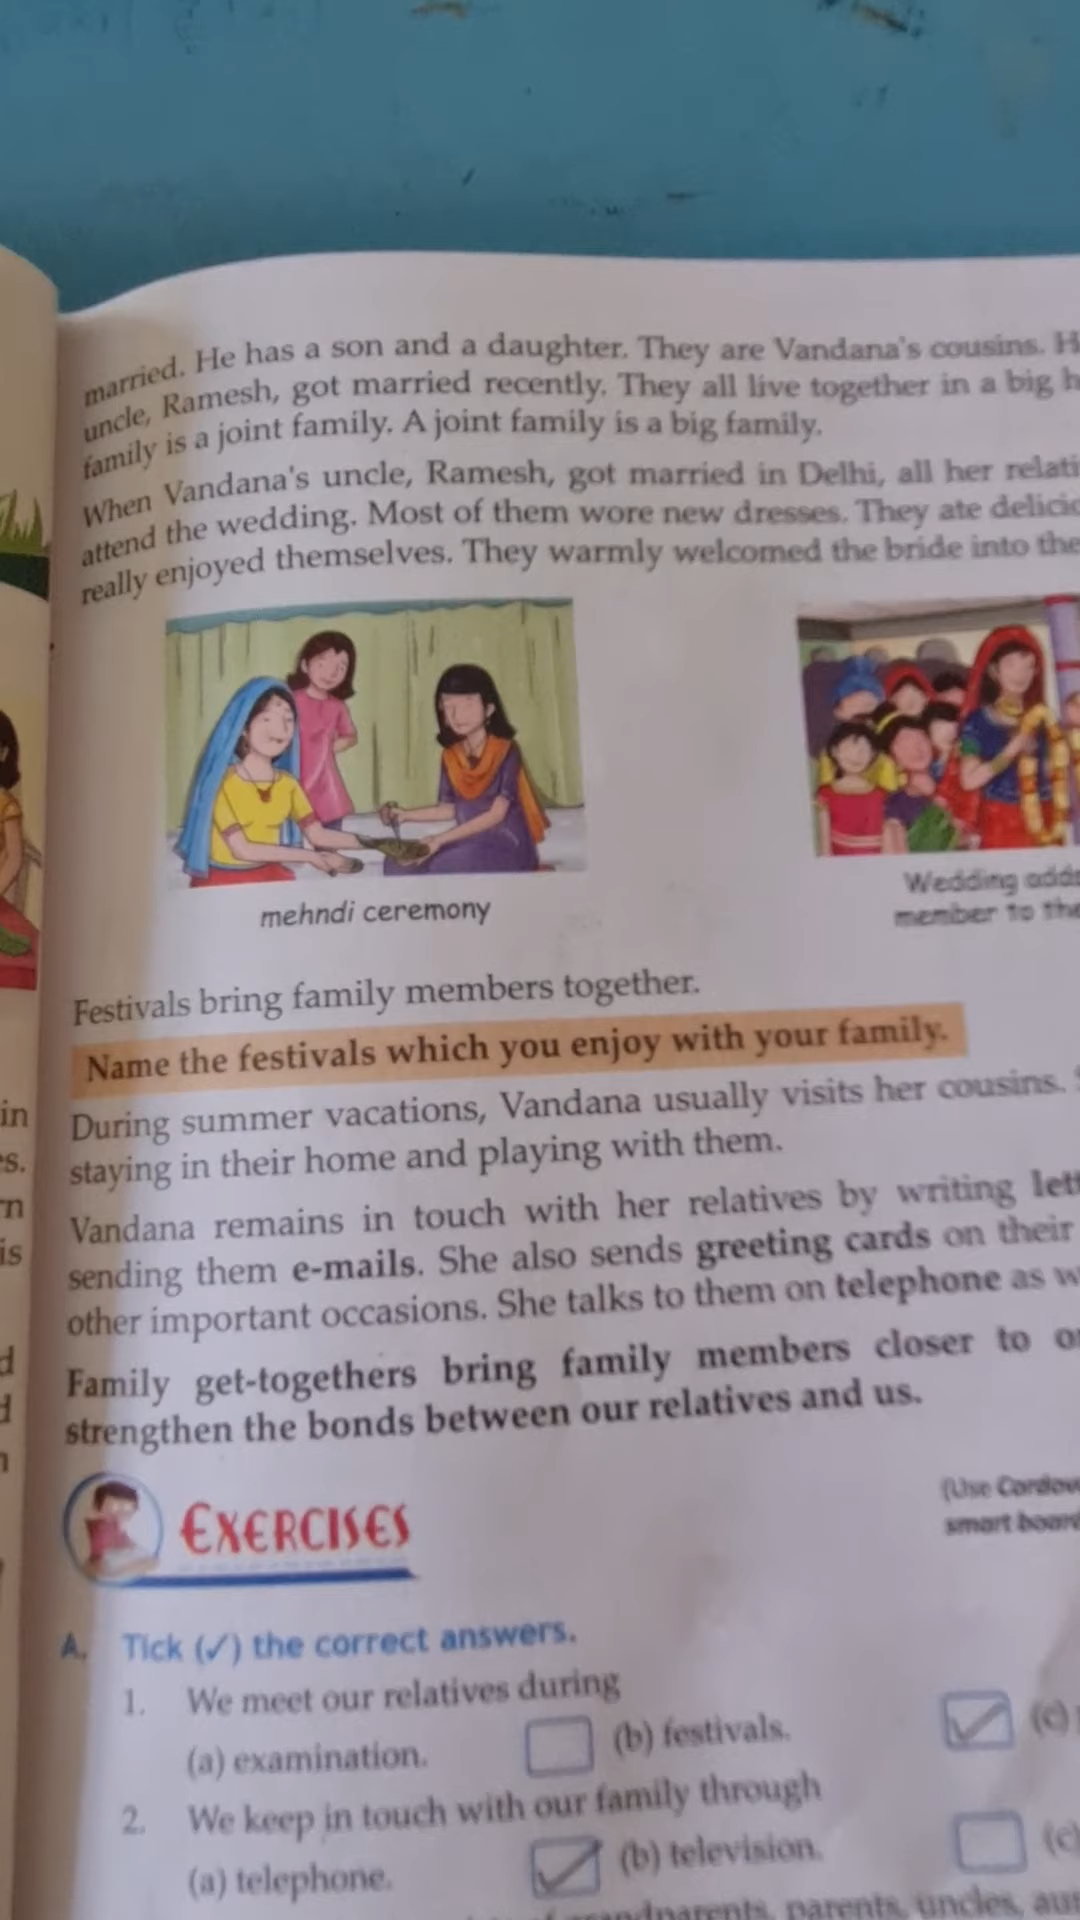 married. He has a son and a daughter. They are Vandana's cousins. H
uncle, Ramesh, got married recently. They all live together in a big h
family is a joint family. A joint family is a big family.
When Vandana's uncle, Ramesh, got married in Delhi, all her relati
attend the wedding. Most of them wore new dresses. They ate delicio
really enjoyed themselves. They warmly welcomed the bride into the
mehndi ceremony
Wedding adds
member to the
Festivals bring family members together.
Name the festivals which you enjoy with your family.
in
During summer vacations, Vandana usually visits her cousins.
es.
staying in their home and playing with them.
rn
Vandana remains in touch with her relatives by writing lett
is
sending them e-mails. She also sends greeting cards on their
other important occasions. She talks to them on telephone as w
d
Family get-togethers bring family members closer to o
d
strengthen the bonds between our relatives and us.
EXERCISES
(Use Cordov
smart board
A. Tick (✓) the correct answers.
1. We meet our relatives during
(a) examination. (b) festivals. ✓ (c)
2. We keep in touch with our family through
(a) telephone. ✓ (b) television. (c)
grandparents, parents, uncles, aun